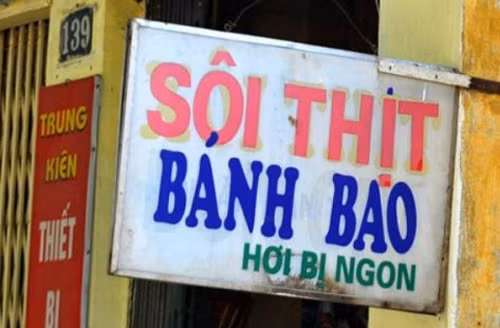 139
TRUNG
KIÊN
THIẾT
BỊ
SÔI THỊT
BÁNH BAO
HƠI BỊ NGON